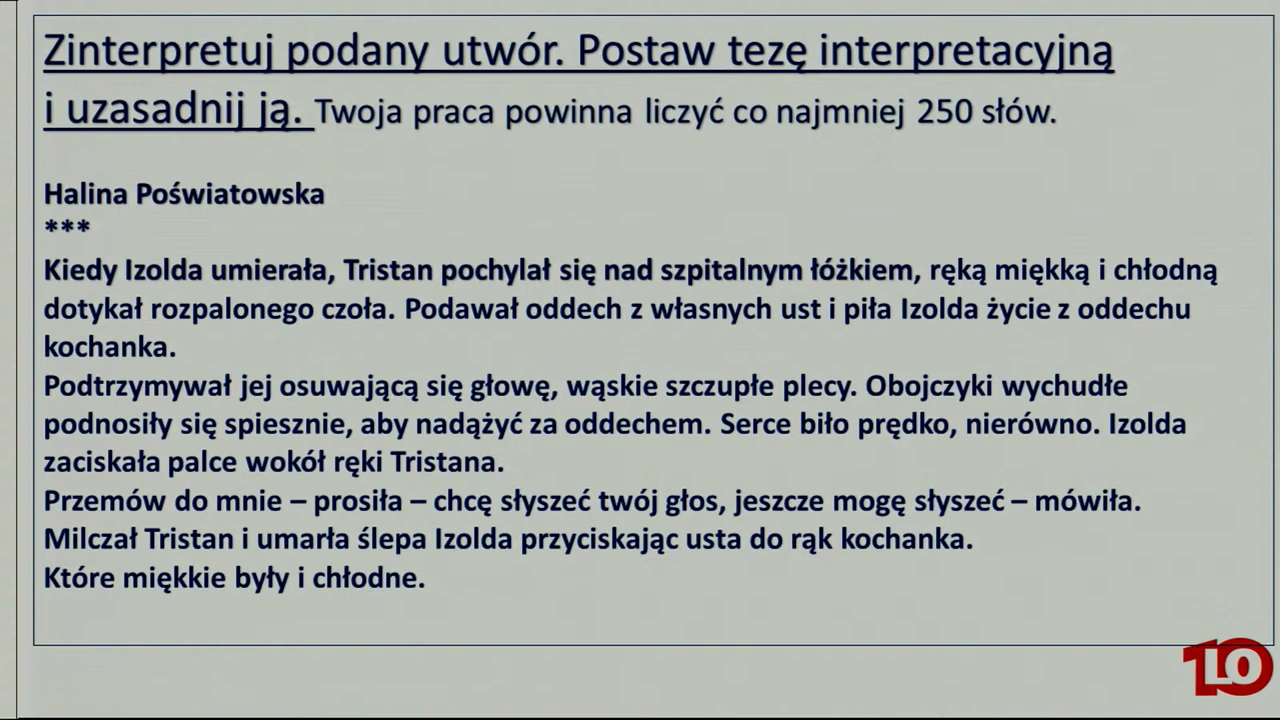 Zinterpretuj podany utwór. Postaw tezę interpretacyjną
i uzasadnij ją. Twoja praca powinna liczyć co najmniej 250 słów.
Halina Poświatowska
***
Kiedy Izolda umierała, Tristan pochylał się nad szpitalnym łóżkiem, ręką miękką i chłodną
dotykał rozpalonego czoła. Podawał oddech z własnych ust i piła Izolda życie z oddechu
kochanka.
Podtrzymywał jej osuwającą się głowę, wąskie szczupłe plecy. Obojczyki wychudłe
podnosiły się spiesznie, aby nadążyć za oddechem. Serce biło prędko, nierówno. Izolda
zaciskała palce wokół ręki Tristana.
Przemów do mnie – prosiła – chcę słyszeć twój głos, jeszcze mogę słyszeć – mówiła.
Milczał Tristan i umarła ślepa Izolda przyciskając usta do rąk kochanka.
Które miękkie były i chłodne.
1LO